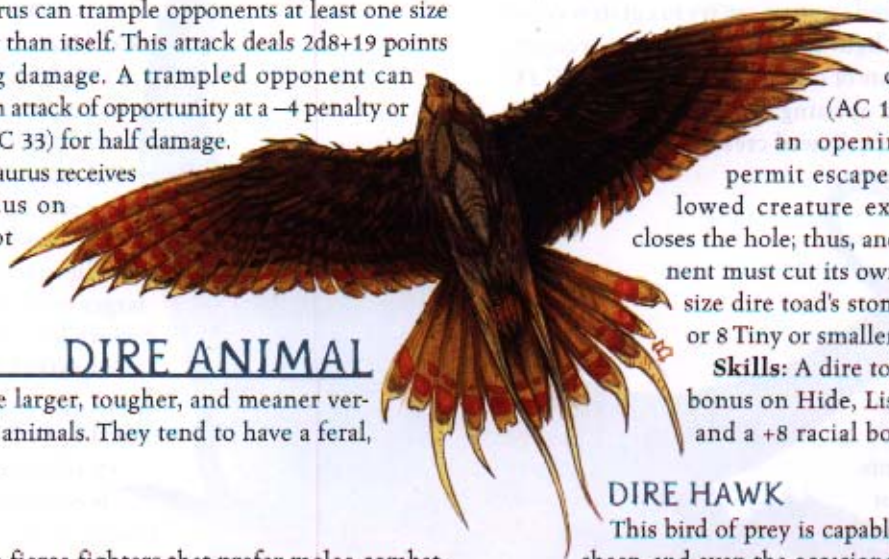 rus can trample opponents at least one size
than itself. This attack deals 2d8+19 points
g damage. A trampled opponent can
attack of opportunity at a –4 penalty or
C 33) for half damage.
aurus receives
us on
ot
DIRE ANIMAL
e larger, tougher, and meaner ver-
animals. They tend to have a feral,
fierce fighters that prefer melee combat
(AC 1
an openin
permit escape
lowed creature ex
closes the hole; thus, an
nent must cut its own
size dire toad's stom
or 8 Tiny or smaller
Skills: A dire to
bonus on Hide, Lis
and a +8 racial bo
DIRE HAWK
This bird of prey is capabl
sheep and even the